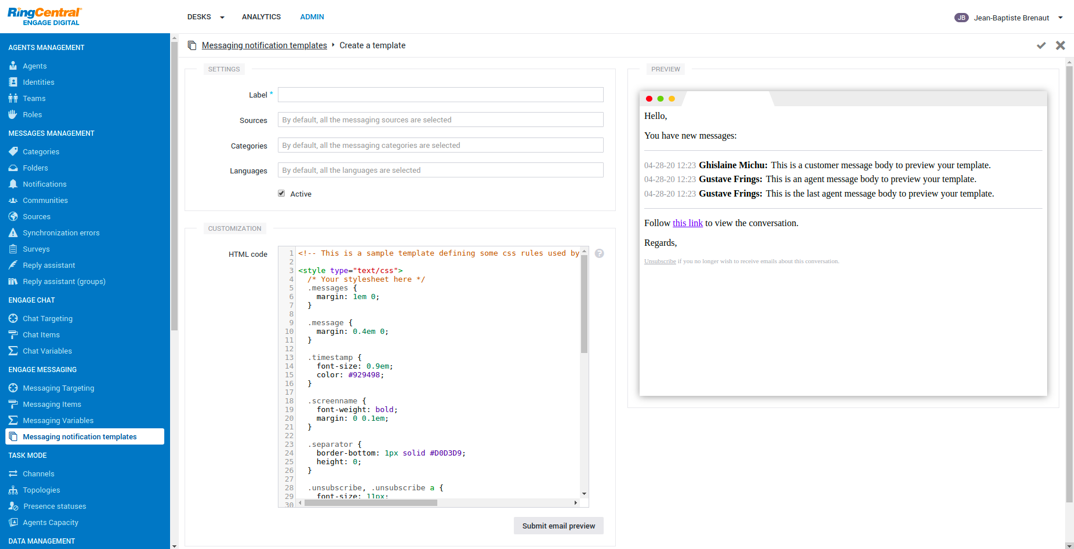 RingCentral
ENGAGE DIGITAL
DESKS
ANALYTICS
ADMIN
JB
Jean-Baptiste Brenaut
AGENTS MANAGEMENT
Agents
Identities
Teams
Roles
MESSAGES MANAGEMENT
Categories
Folders
Notifications
Communities
Sources
Synchronization errors
Surveys
Reply assistant
Reply assistant (groups)
ENGAGE CHAT
Chat Targeting
Chat Items
Chat Variables
ENGAGE MESSAGING
Messaging Targeting
Messaging Items
Messaging Variables
Messaging notification templates
TASK MODE
Channels
Topologies
Presence statuses
Agents Capacity
DATA MANAGEMENT
Messaging notification templates
Create a template
SETTINGS
Label *
Sources
By default, all the messaging sources are selected
Categories
By default, all the messaging categories are selected
Languages
By default, all the languages are selected
Active
CUSTOMIZATION
HTML code
1 <!-- This is a sample template defining some css rules used by
2
3 <style type="text/css">
4 /* Your stylesheet here */
5 .messages {
6 margin: 1em 0;
7 }
8
9 .message {
10 margin: 0.4em 0;
11 }
12
13 .timestamp {
14 font-size: 0.9em;
15 color: #929498;
16 }
17
18 .screenname {
19 font-weight: bold;
20 margin: 0 0.1em;
21 }
22
23 .separator {
24 border-bottom: 1px solid #D0D3D9;
25 height: 0;
26 }
27
28 .unsubscribe, .unsubscribe a {
29 font-size: 11px;
30
?
Submit email preview
PREVIEW
Hello,
You have new messages:
04-28-20 12:23 Ghislaine Michu: This is a customer message body to preview your template.
04-28-20 12:23 Gustave Frings: This is an agent message body to preview your template.
04-28-20 12:23 Gustave Frings: This is the last agent message body to preview your template.
Follow this link to view the conversation.
Regards,
Unsubscribe if you no longer wish to receive emails about this conversation.